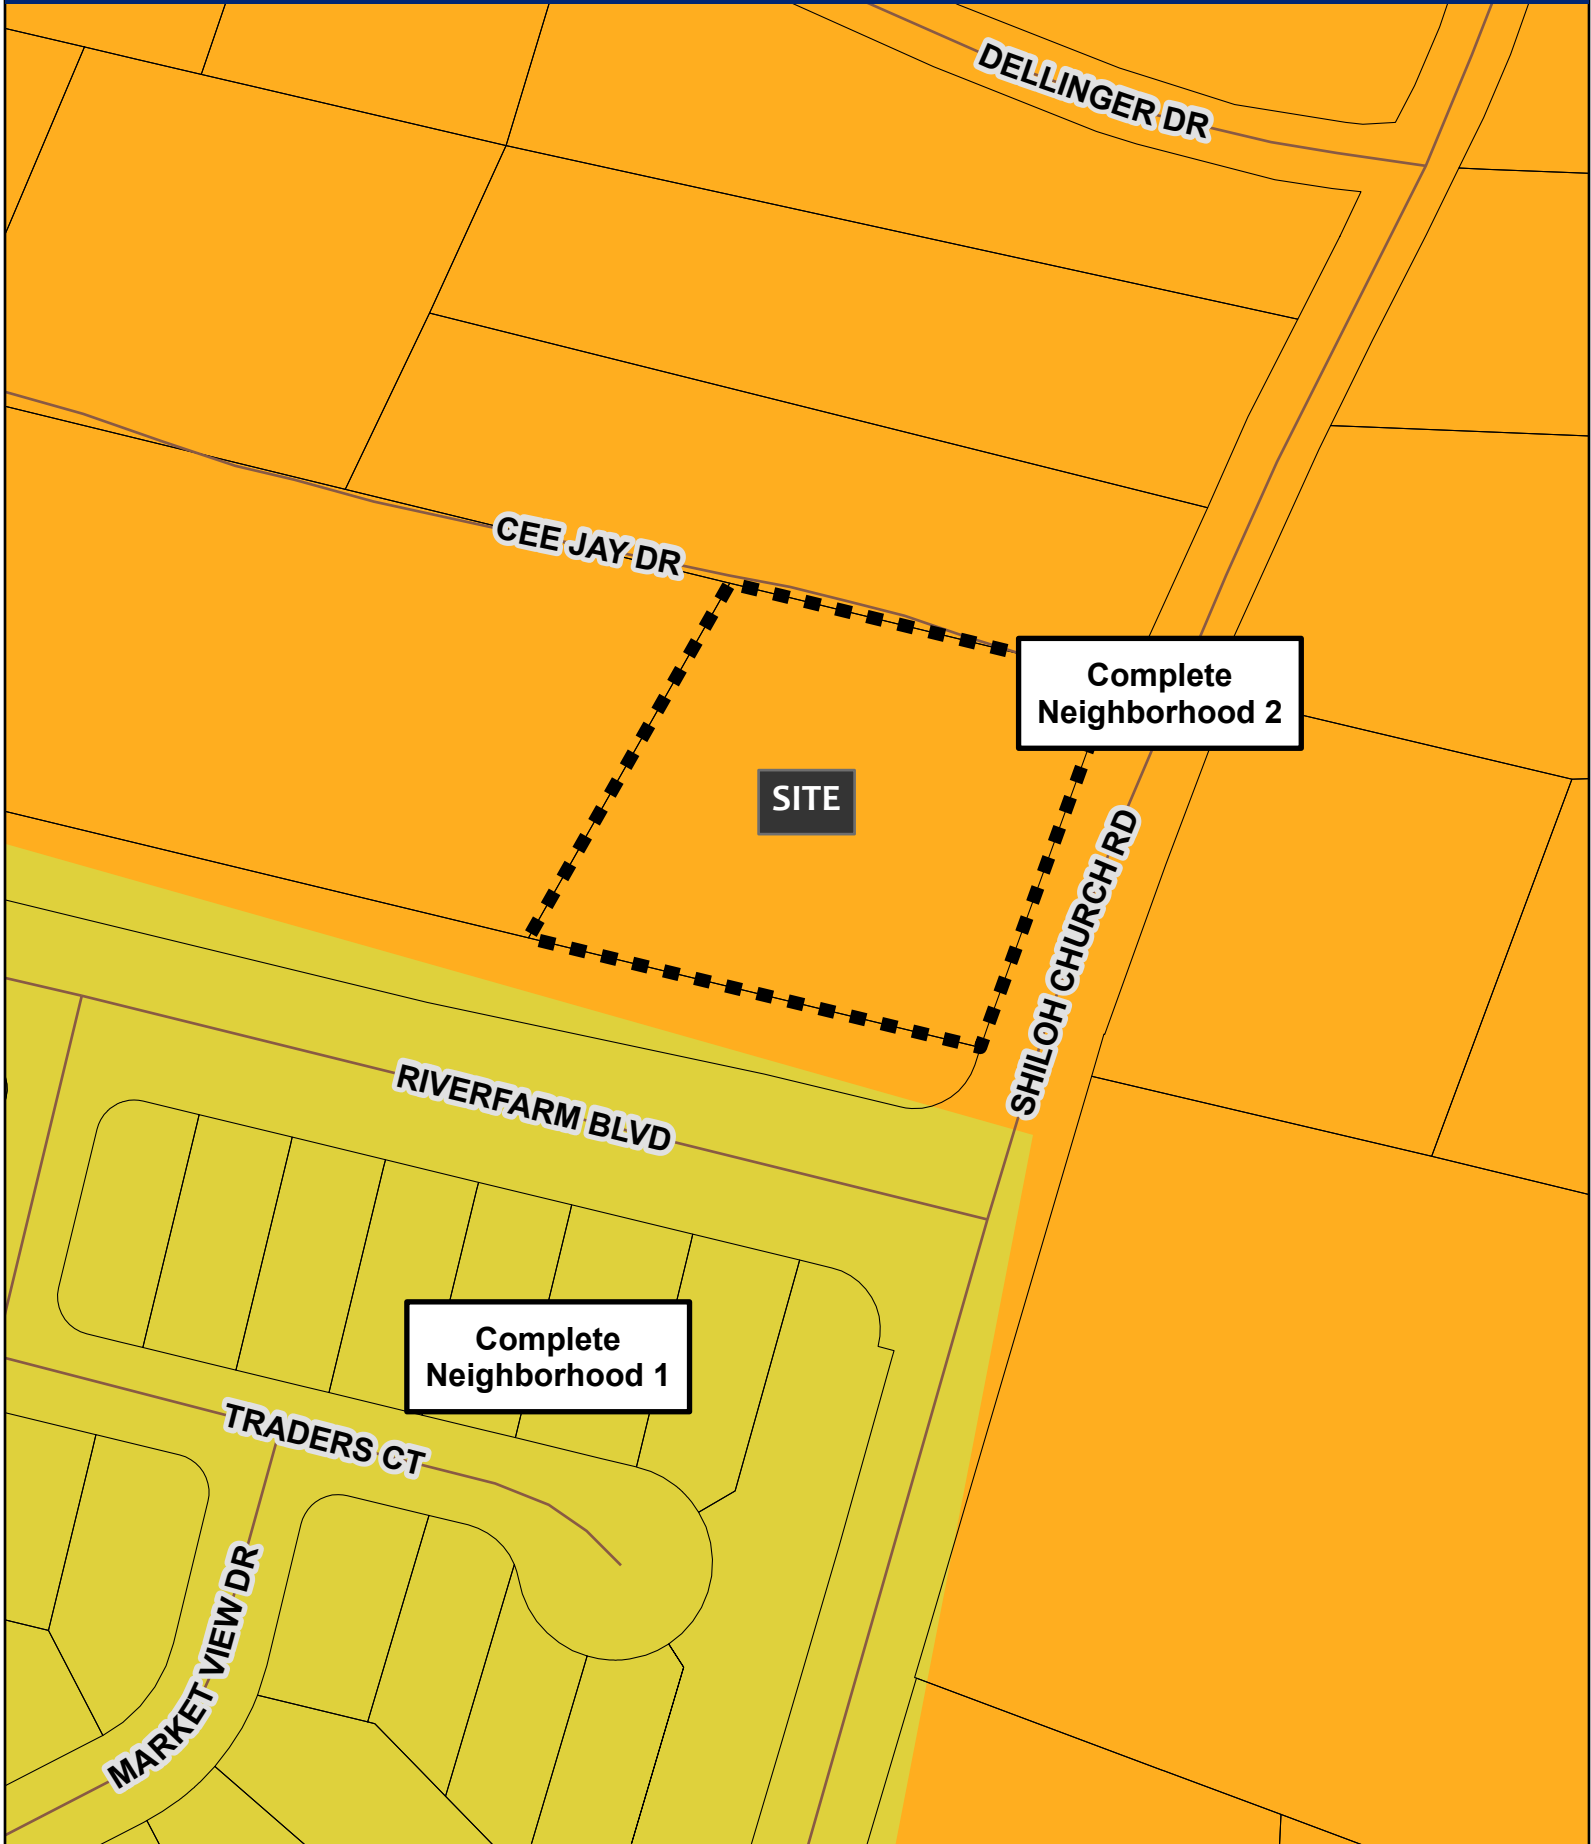 DELLINGER DR
CEE JAY DR
Complete
Neighborhood 2
SITE
SHILOH CHURCH RD
RIVERFARM BLVD
Complete
Neighborhood 1
TRADERS CT
MARKET VIEW DR